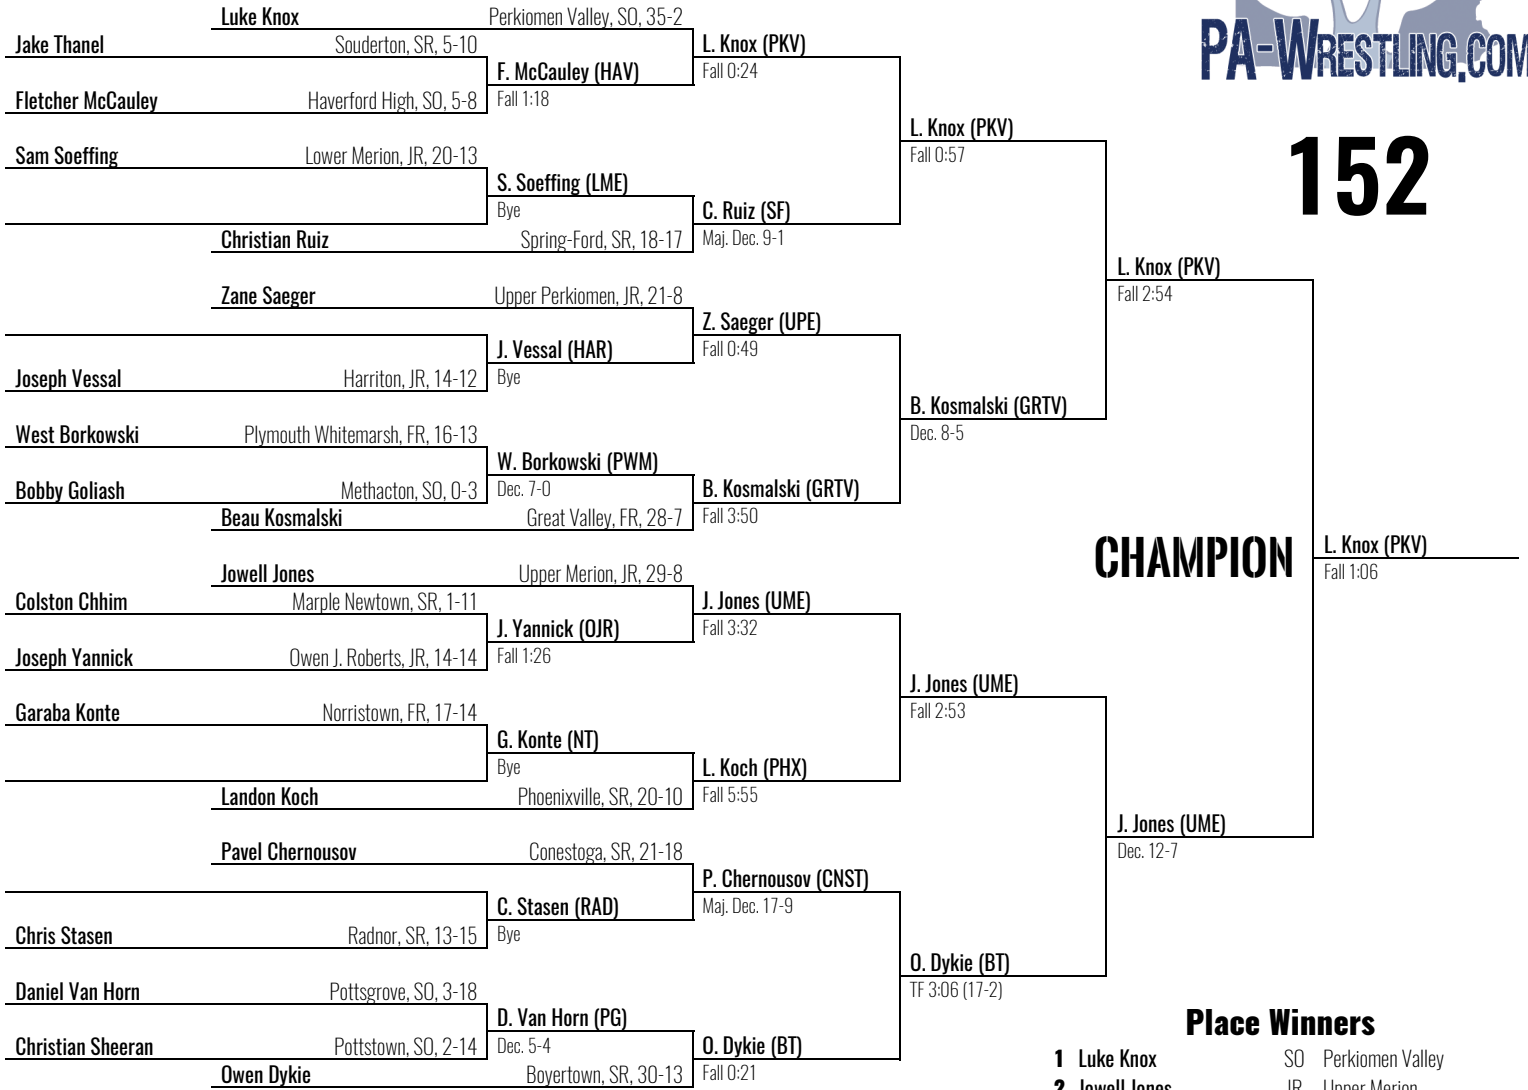 Luke Knox Perkiomen Valley, SO, 35-2
Jake Thanel Souderton, SR, 5-10
L. Knox (PKV)
F. McCauley (HAV)
Fall 0:24
Fletcher McCauley Haverford High, SO, 5-8
Fall 1:18
PA-WRESTLING.COM
L. Knox (PKV)
Fall 0:57
152
Sam Soeffing Lower Merion, JR, 20-13
S. Soeffing (LME)
Bye
C. Ruiz (SF)
Christian Ruiz Spring-Ford, SR, 18-17
Maj. Dec. 9-1
L. Knox (PKV)
Fall 2:54
Zane Saeger Upper Perkiomen, JR, 21-8
Z. Saeger (UPE)
J. Vessal (HAR)
Fall 0:49
Joseph Vessal Harriton, JR, 14-12
Bye
B. Kosmalski (GRTV)
Dec. 8-5
West Borkowski Plymouth Whitemarsh, FR, 16-13
W. Borkowski (PWM)
Bobby Goliash Methacton, SO, 0-3
Dec. 7-0
B. Kosmalski (GRTV)
Beau Kosmalski Great Valley, FR, 28-7
Fall 3:50
CHAMPION
L. Knox (PKV)
Fall 1:06
Jowell Jones Upper Merion, JR, 29-8
Colston Chhim Marple Newtown, SR, 1-11
J. Jones (UME)
J. Yannick (OJR)
Fall 3:32
Joseph Yannick Owen J. Roberts, JR, 14-14
Fall 1:26
J. Jones (UME)
Fall 2:53
Garaba Konte Norristown, FR, 17-14
G. Konte (NT)
Bye
L. Koch (PHX)
Landon Koch Phoenixville, SR, 20-10
Fall 5:55
J. Jones (UME)
Dec. 12-7
Pavel Chernousov Conestoga, SR, 21-18
P. Chernousov (CNST)
C. Stasen (RAD)
Maj. Dec. 17-9
Chris Stasen Radnor, SR, 13-15
Bye
O. Dykie (BT)
TF 3:06 (17-2)
Daniel Van Horn Pottsgrove, SO, 3-18
D. Van Horn (PG)
Christian Sheeran Pottstown, SO, 2-14
Dec. 5-4
O. Dykie (BT)
Owen Dykie Boyertown, SR, 30-13
Fall 0:21
Place Winners
1 Luke Knox SO Perkiomen Valley
2 Jowell Jones JR Upper Merion